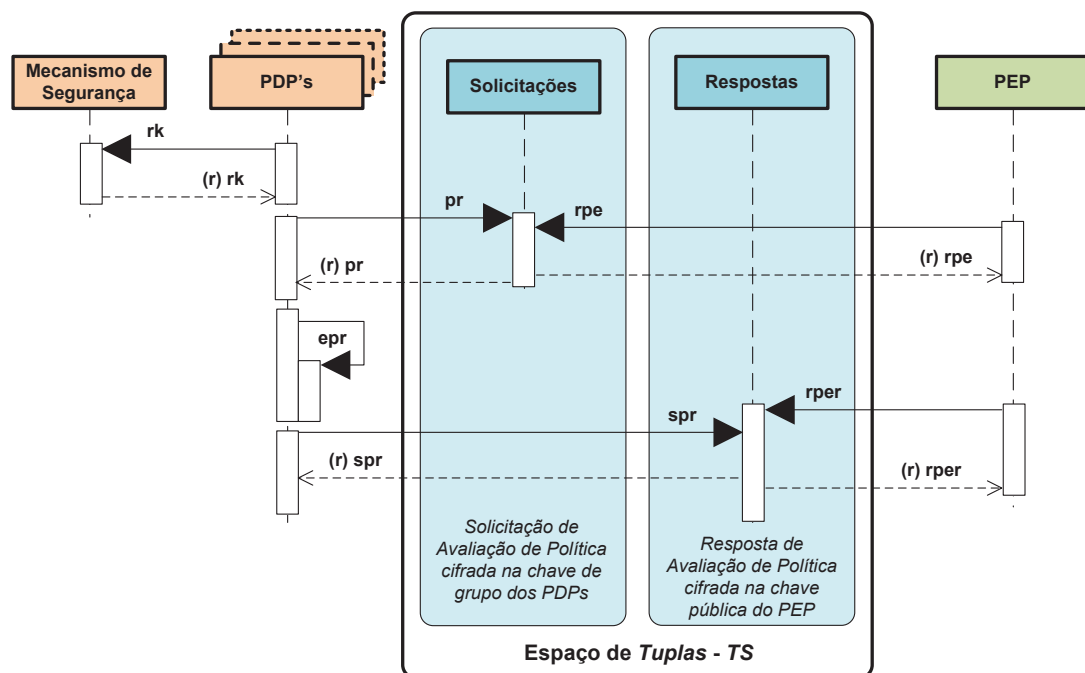 Mecanismo de
Segurança
PDP's
Solicitações
Respostas
PEP
rk
(r) rk
pr
rpe
(r) pr
(r) rpe
epr
rper
spr
(r) spr
(r) rper
Solicitação de
Avaliação de Política
cifrada na chave de
grupo dos PDPs
Resposta de
Avaliação de Política
cifrada na chave
pública do PEP
Espaço de Tuplas - TS